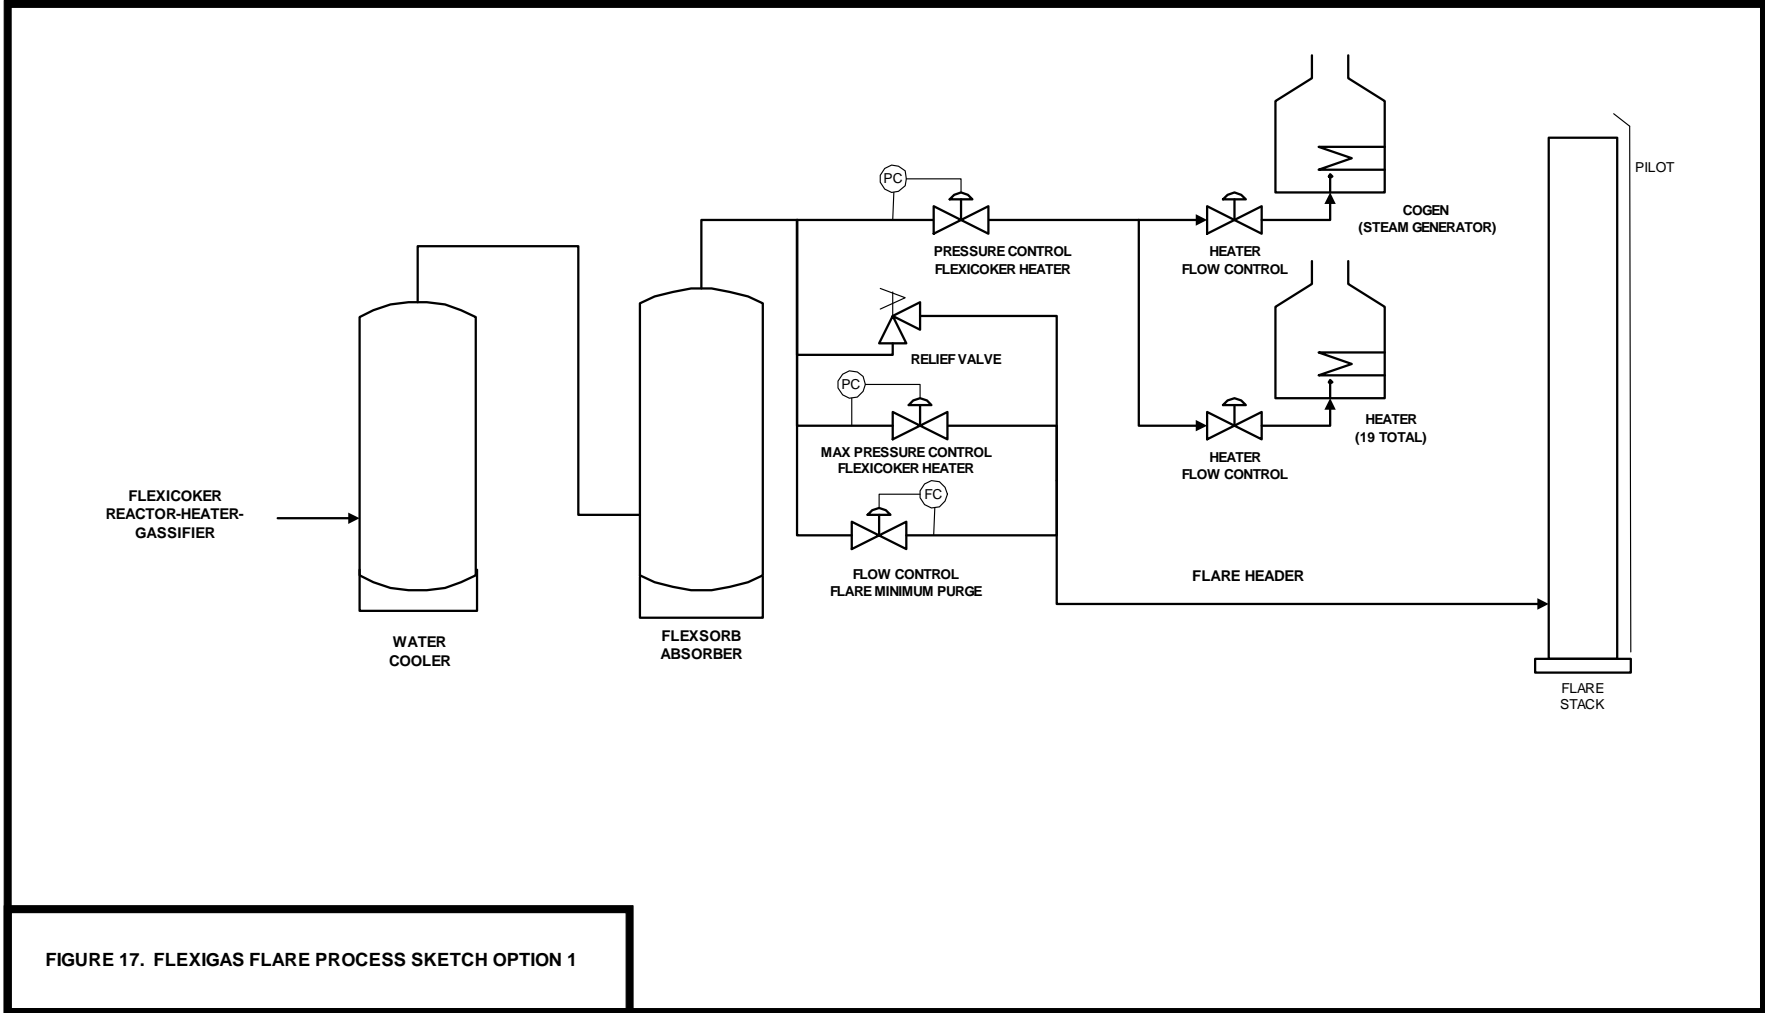 PILOT
PC
COGEN
(STEAM GENERATOR)
PRESSURE CONTROL
FLEXICOKER HEATER
HEATER
FLOW CONTROL
RELIEF VALVE
PC
HEATER
(19 TOTAL)
MAX PRESSURE CONTROL
FLEXICOKER HEATER
HEATER
FLOW CONTROL
FLEXICOKER
REACTOR-HEATER-
GASSIFIER
FC
FLOW CONTROL
FLARE MINIMUM PURGE
FLARE HEADER
WATER
COOLER
FLEXSORB
ABSORBER
FLARE
STACK
FIGURE 17. FLEXIGAS FLARE PROCESS SKETCH OPTION 1